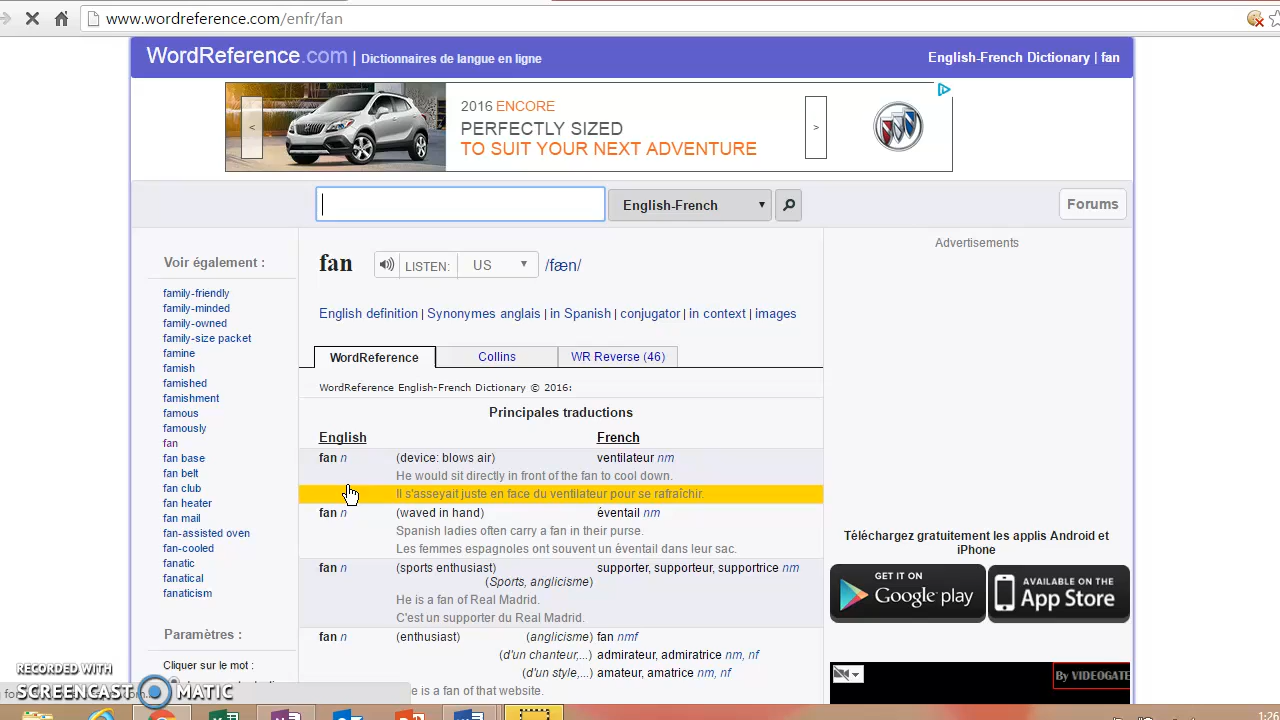 www.wordreference.com/enfr/fan
WordReference.com | Dictionnaires de langue en ligne
English-French Dictionary | fan
2016 ENCORE
PERFECTLY SIZED
TO SUIT YOUR NEXT ADVENTURE
< >
English-French
Forums
Voir également :
family-friendly
family-minded
family-owned
family-size packet
famine
famish
famished
famishment
famous
famously
fan
fan base
fan belt
fan club
fan heater
fan mail
fan-assisted oven
fan-cooled
fanatic
fanatical
fanaticism
Paramètres :
Cliquer sur le mot :
fan LISTEN: US /fæn/
English definition | Synonymes anglais | in Spanish | conjugator | in context | images
WordReference Collins WR Reverse (46)
WordReference English-French Dictionary © 2016:
Principales traductions
English French
fan n (device: blows air) ventilateur nm
He would sit directly in front of the fan to cool down.
Il s'asseyait juste en face du ventilateur pour se rafraîchir.
fan n (waved in hand) éventail nm
Spanish ladies often carry a fan in their purse.
Les femmes espagnoles ont souvent un éventail dans leur sac.
fan n (sports enthusiast) supporter, supporteur, supportrice nm
(Sports, anglicisme)
He is a fan of Real Madrid.
C'est un supporter du Real Madrid.
fan n (enthusiast) (anglicisme) fan nmf
(d'un chanteur,...) admirateur, admiratrice nm, nf
(d'un style,...) amateur, amatrice nm, nf
is a fan of that website.
Advertisements
Téléchargez gratuitement les applis Android et
iPhone
GET IT ON
Google play
AVAILABLE ON THE
App Store
By VIDEOGATE
RECORDED WITH
SCREENCAST MATIC
1:26